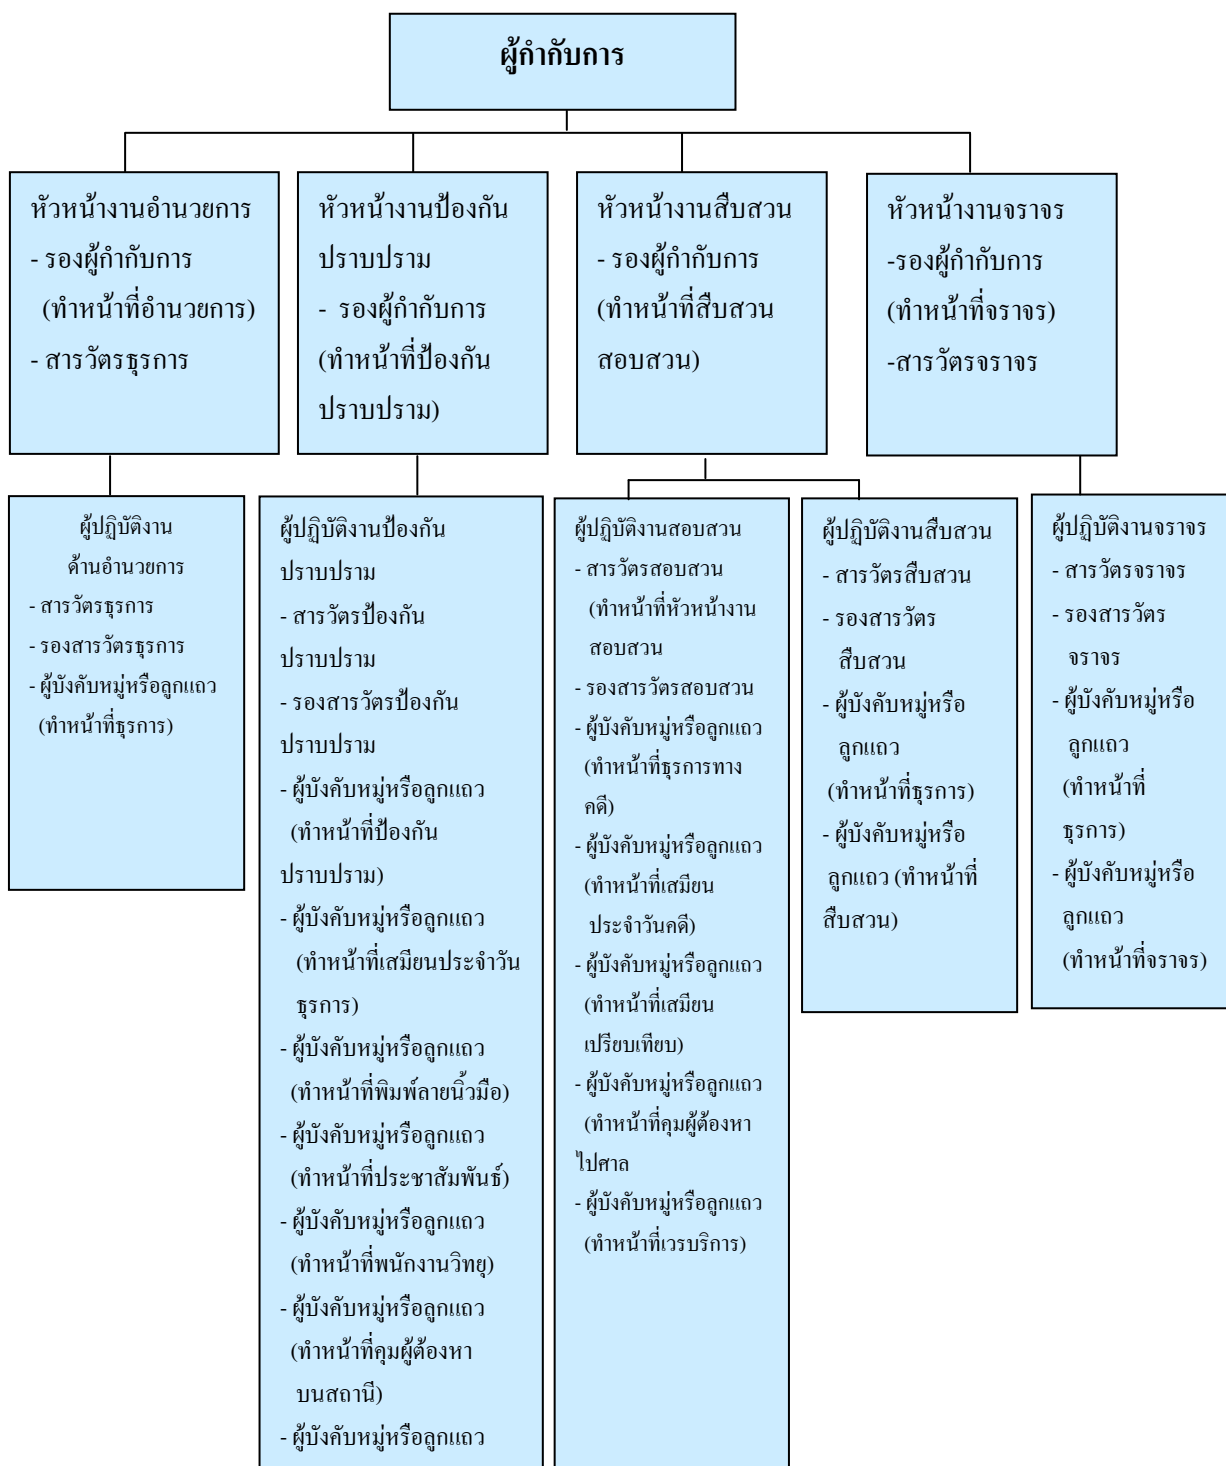 ผู้กำกับการ
หัวหน้างานอำนวยการ
- รองผู้กำกับการ
(ทำหน้าที่อำนวยการ)
- สารวัตรธุรการ
หัวหน้างานป้องกัน
ปราบปราม
- รองผู้กำกับการ
(ทำหน้าที่ป้องกัน
ปราบปราม)
หัวหน้างานสืบสวน
- รองผู้กำกับการ
(ทำหน้าที่สืบสวน
สอบสวน)
หัวหน้างานจราจร
-รองผู้กำกับการ
(ทำหน้าที่จราจร)
-สารวัตรจราจร
ผู้ปฏิบัติงาน
ด้านอำนวยการ
- สารวัตรธุรการ
- รองสารวัตรธุรการ
- ผู้บังคับหมู่หรือลูกแถว
(ทำหน้าที่ธุรการ)
ผู้ปฏิบัติงานป้องกัน
ปราบปราม
- สารวัตรป้องกัน
ปราบปราม
- รองสารวัตรป้องกัน
ปราบปราม
- ผู้บังคับหมู่หรือลูกแถว
(ทำหน้าที่ป้องกัน
ปราบปราม)
- ผู้บังคับหมู่หรือลูกแถว
(ทำหน้าที่เสมียนประจำวัน
ธุรการ)
- ผู้บังคับหมู่หรือลูกแถว
(ทำหน้าที่พิมพ์ลายนิ้วมือ)
- ผู้บังคับหมู่หรือลูกแถว
(ทำหน้าที่ประชาสัมพันธ์)
- ผู้บังคับหมู่หรือลูกแถว
(ทำหน้าที่พนักงานวิทยุ)
- ผู้บังคับหมู่หรือลูกแถว
(ทำหน้าที่คุมผู้ต้องหา
บนสถานี)
- ผู้บังคับหมู่หรือลูกแถว
ผู้ปฏิบัติงานสอบสวน
- สารวัตรสอบสวน
(ทำหน้าที่หัวหน้างาน
สอบสวน
- รองสารวัตรสอบสวน
- ผู้บังคับหมู่หรือลูกแถว
(ทำหน้าที่ธุรการทาง
คดี)
- ผู้บังคับหมู่หรือลูกแถว
(ทำหน้าที่เสมียน
ประจำวันคดี)
- ผู้บังคับหมู่หรือลูกแถว
(ทำหน้าที่เสมียน
เปรียบเทียบ)
- ผู้บังคับหมู่หรือลูกแถว
(ทำหน้าที่คุมผู้ต้องหา
ไปศาล
- ผู้บังคับหมู่หรือลูกแถว
(ทำหน้าที่เวรบริการ)
ผู้ปฏิบัติงานสืบสวน
- สารวัตรสืบสวน
- รองสารวัตร
สืบสวน
- ผู้บังคับหมู่หรือ
ลูกแถว
(ทำหน้าที่ธุรการ)
- ผู้บังคับหมู่หรือ
ลูกแถว (ทำหน้าที่
สืบสวน)
ผู้ปฏิบัติงานจราจร
- สารวัตรจราจร
- รองสารวัตร
จราจร
- ผู้บังคับหมู่หรือ
ลูกแถว
(ทำหน้าที่
ธุรการ)
- ผู้บังคับหมู่หรือ
ลูกแถว
(ทำหน้าที่จราจร)